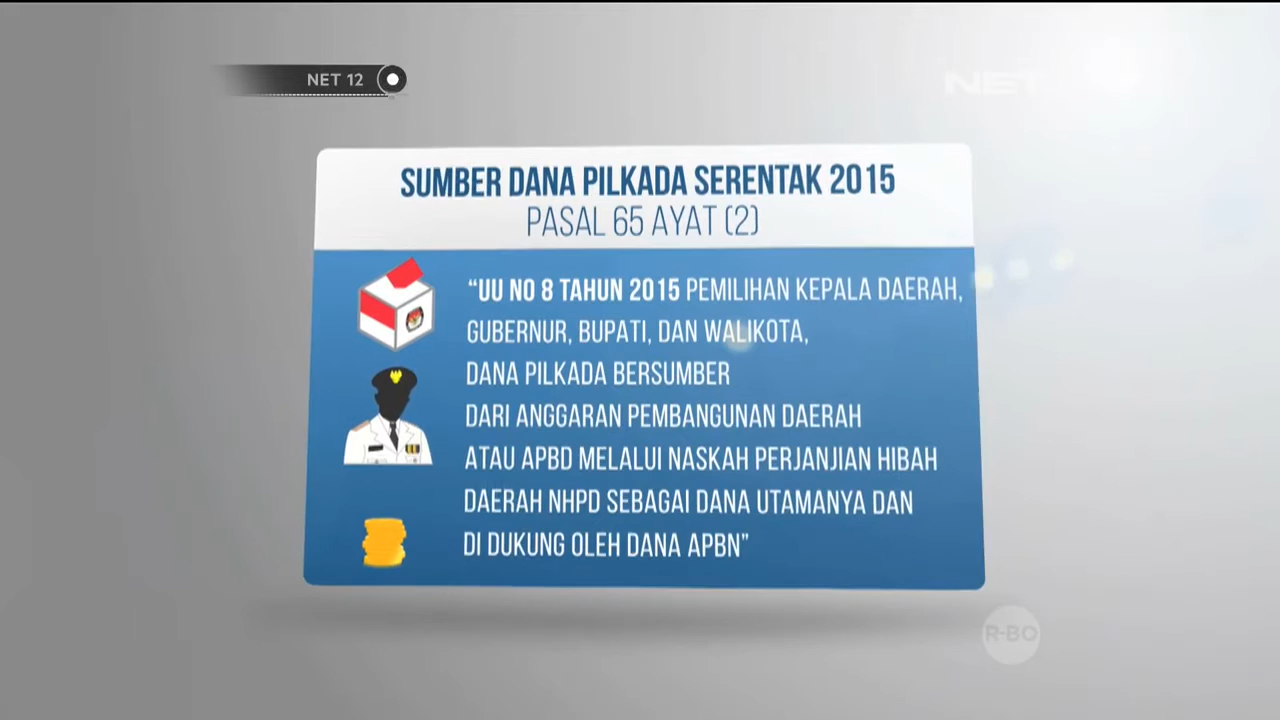 NET 12
NET
SUMBER DANA PILKADA SERENTAK 2015
PASAL 65 AYAT (2)
“UU NO 8 TAHUN 2015 PEMILIHAN KEPALA DAERAH,
GUBERNUR, BUPATI, DAN WALIKOTA,
DANA PILKADA BERSUMBER
DARI ANGGARAN PEMBANGUNAN DAERAH
ATAU APBD MELALUI NASKAH PERJANJIAN HIBAH
DAERAH NHPD SEBAGAI DANA UTAMANYA DAN
DI DUKUNG OLEH DANA APBN”
R-BO